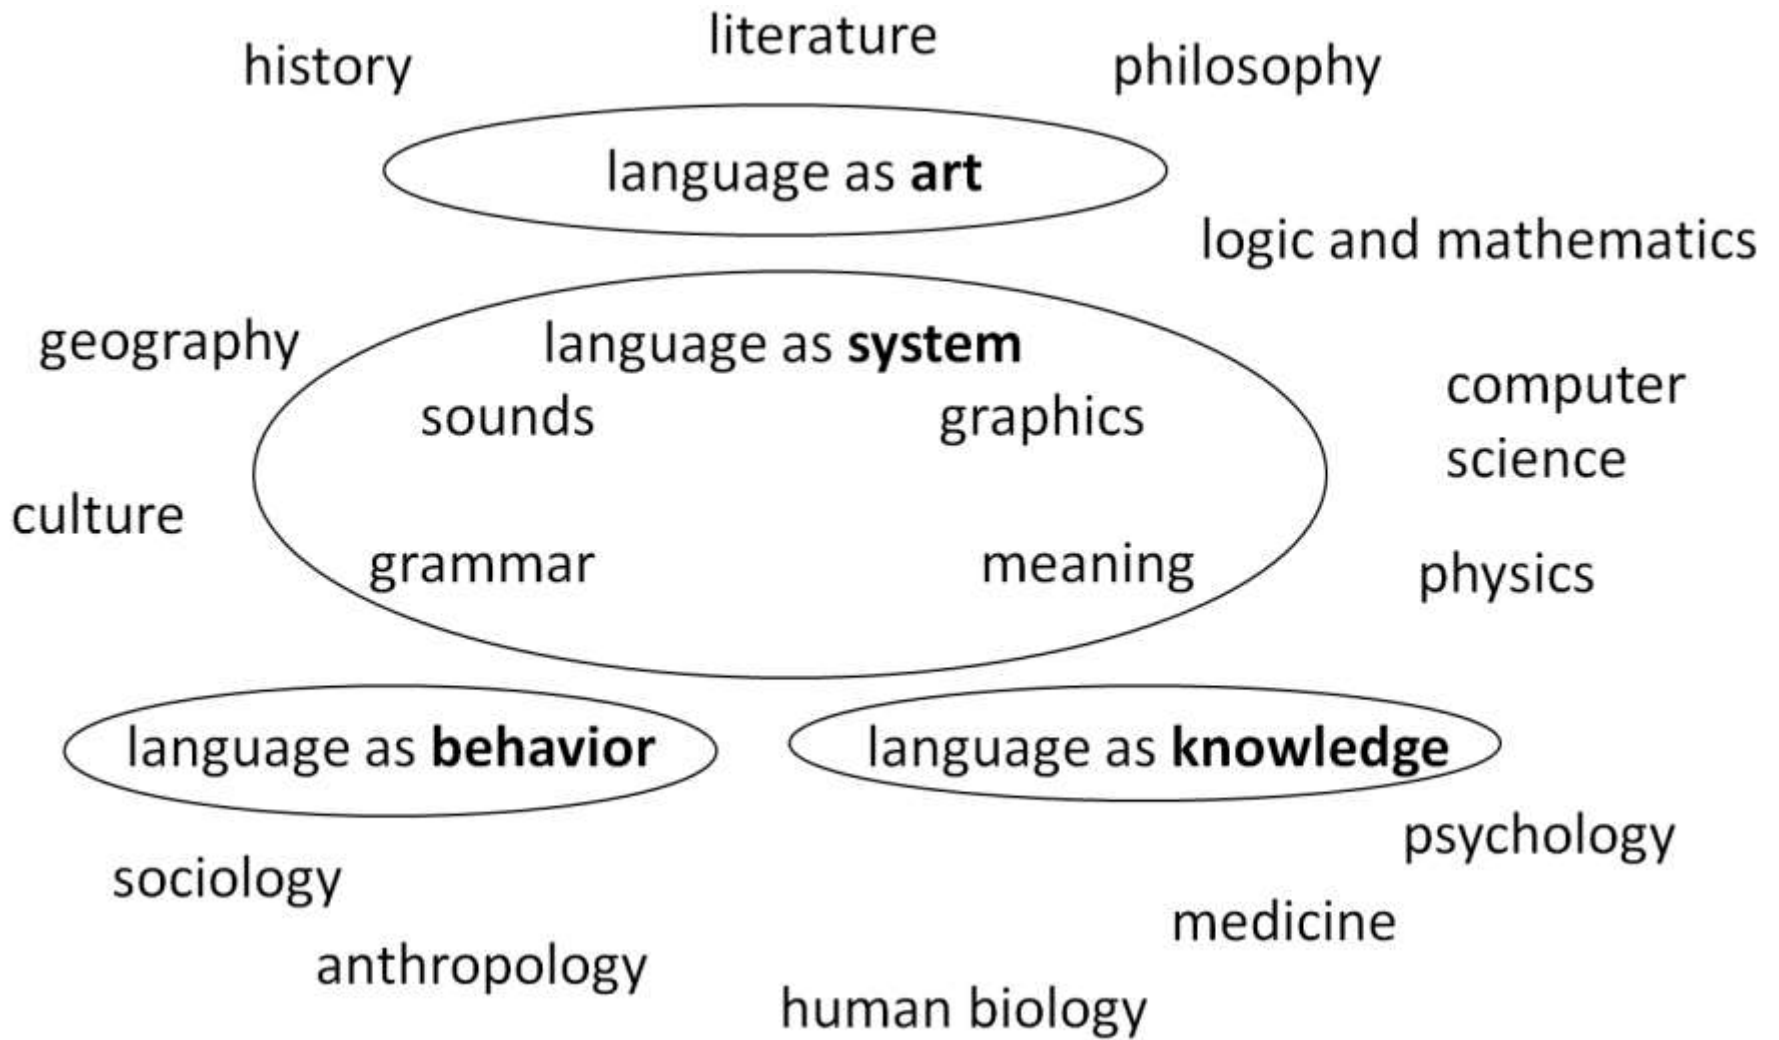 literature
history
philosophy
language as art
logic and mathematics
geography
language as system
computer
sounds
graphics
science
culture
grammar
meaning
physics
language as behavior
language as knowledge
psychology
sociology
medicine
anthropology
human biology